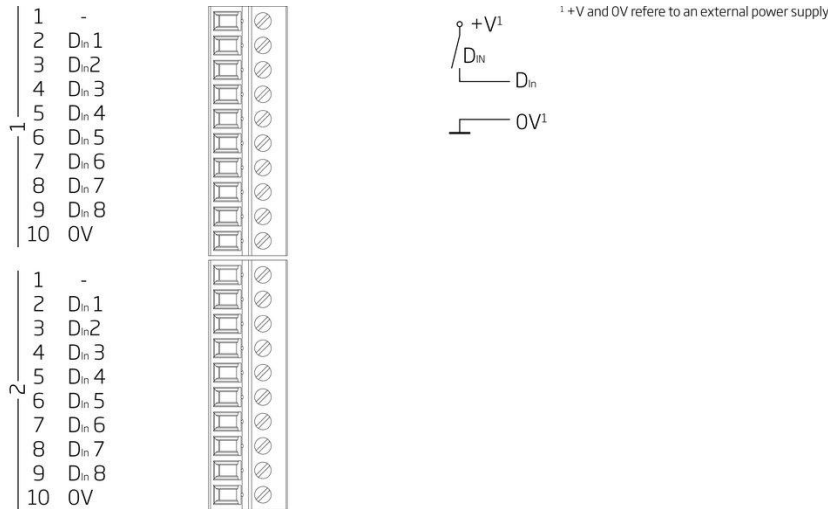 1 -
2 DIn 1
3 DIn2
4 DIn 3
5 DIn 4
6 DIn 5
7 DIn 6
8 DIn 7
9 DIn 8
10 0V
1
1 -
2 DIn 1
3 DIn2
4 DIn 3
5 DIn 4
6 DIn 5
7 DIn 6
8 DIn 7
9 DIn 8
10 0V
2
+V¹
DIN
DIn
0V¹
¹ +V and 0V refere to an external power supply